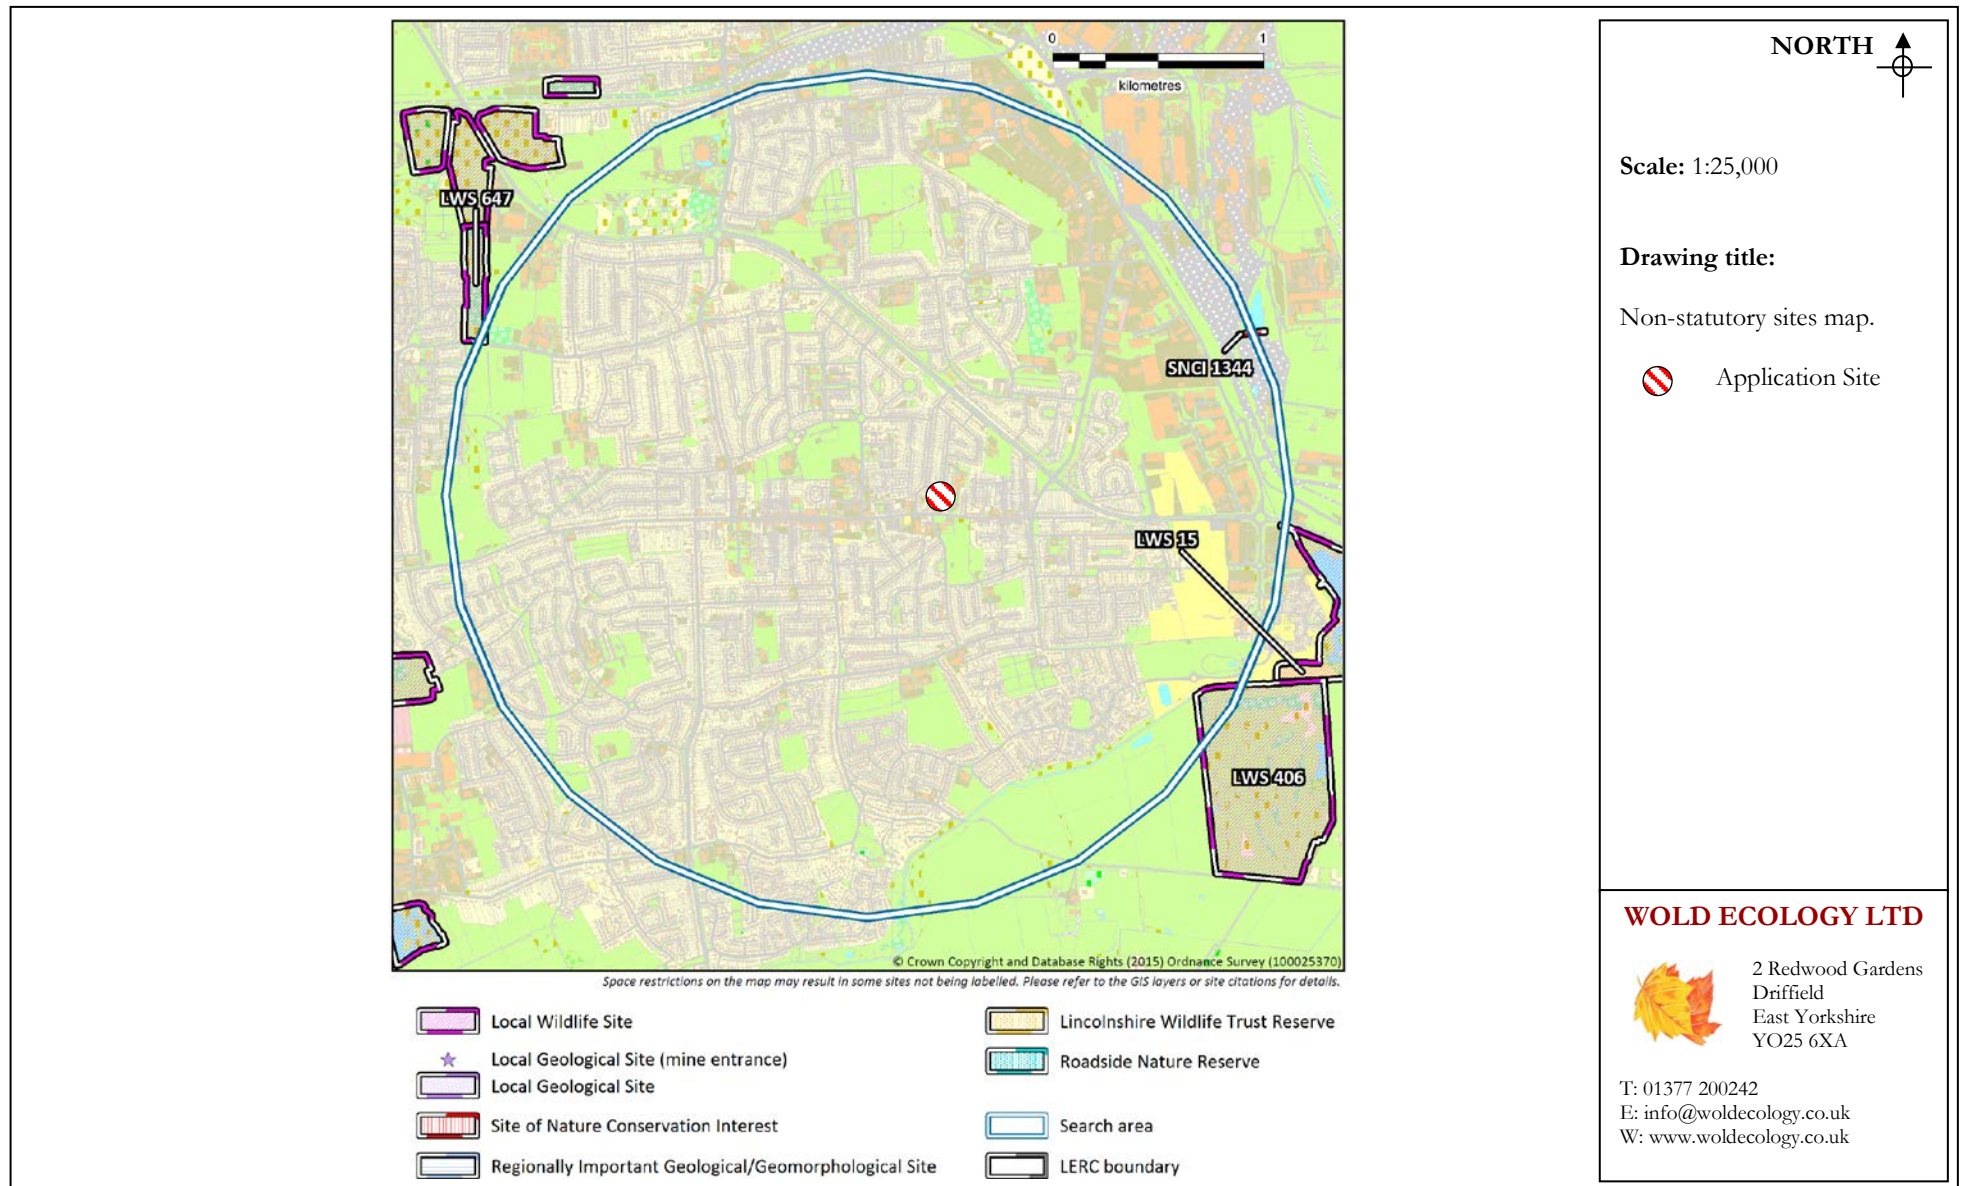 0 1
kilometres
LWS 647
SNCI 1344
LWS 15
LWS 406
© Crown Copyright and Database Rights (2015) Ordnance Survey (100025370)
Space restrictions on the map may result in some sites not being labelled. Please refer to the GIS layers or site citations for details.
Local Wildlife Site
Local Geological Site (mine entrance)
Local Geological Site
Site of Nature Conservation Interest
Regionally Important Geological/Geomorphological Site
Lincolnshire Wildlife Trust Reserve
Roadside Nature Reserve
Search area
LERC boundary
NORTH
Scale: 1:25,000
Drawing title:
Non-statutory sites map.
Application Site
WOLD ECOLOGY LTD
2 Redwood Gardens
Driffield
East Yorkshire
YO25 6XA
T: 01377 200242
E: info@woldecology.co.uk
W: www.woldecology.co.uk